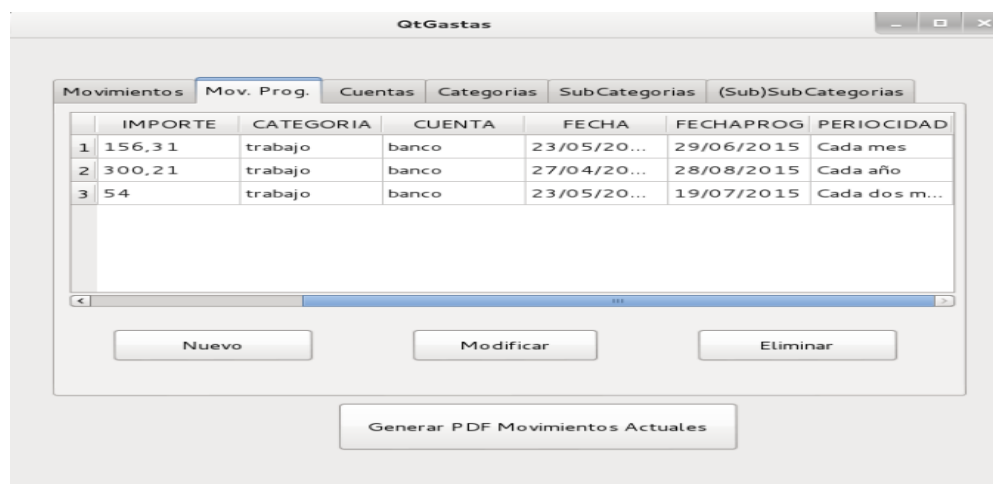 QtGastas
Movimientos Mov. Prog. Cuentas Categorias SubCategorias (Sub)SubCategorias
IMPORTE CATEGORIA CUENTA FECHA FECHAPROG PERIOCIDAD
1 156,31 trabajo banco 23/05/20... 29/06/2015 Cada mes
2 300,21 trabajo banco 27/04/20... 28/08/2015 Cada año
3 54 trabajo banco 23/05/20... 19/07/2015 Cada dos m...
Nuevo Modificar Eliminar
Generar PDF Movimientos Actuales